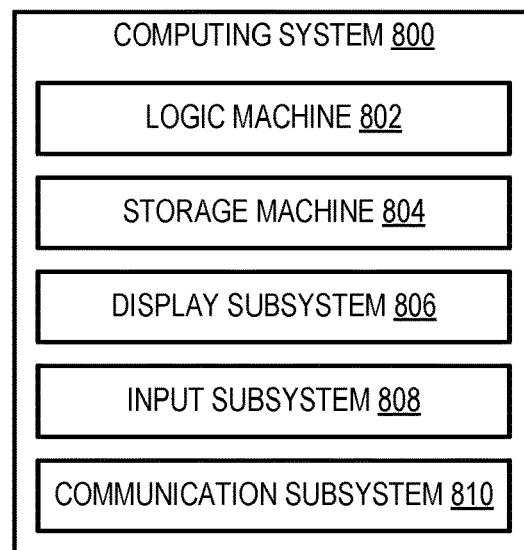 COMPUTING SYSTEM 800
LOGIC MACHINE 802
STORAGE MACHINE 804
DISPLAY SUBSYSTEM 806
INPUT SUBSYSTEM 808
COMMUNICATION SUBSYSTEM 810